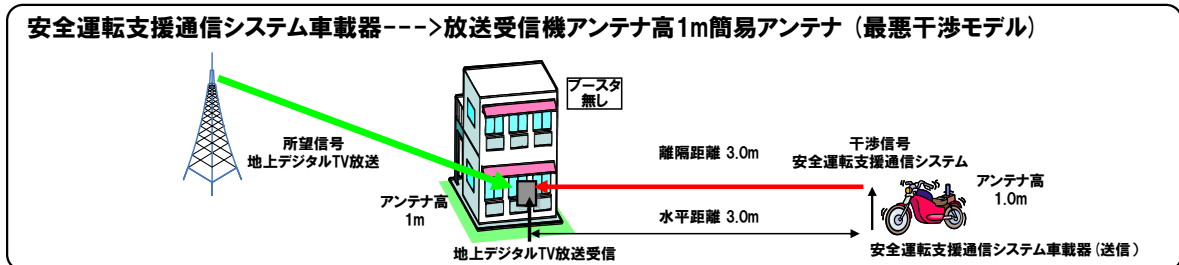 安全運転支援通信システム車載器--->放送受信機アンテナ高1m簡易アンテナ (最悪干渉モデル)
ブースタ
無し
所望信号
地上デジタルTV放送
離隔距離 3.0m
干渉信号
安全運転支援通信システム
アンテナ高
1m
アンテナ高
1.0m
水平距離 3.0m
地上デジタルTV放送受信
安全運転支援通信システム車載器(送信)